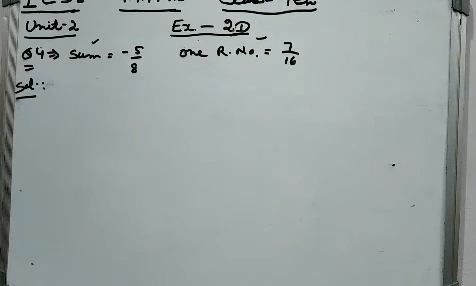 Unit-2 Ex - 2D
Q4 ⇒ Sum = -5/8 one R. No. = 7/16
Sol ::